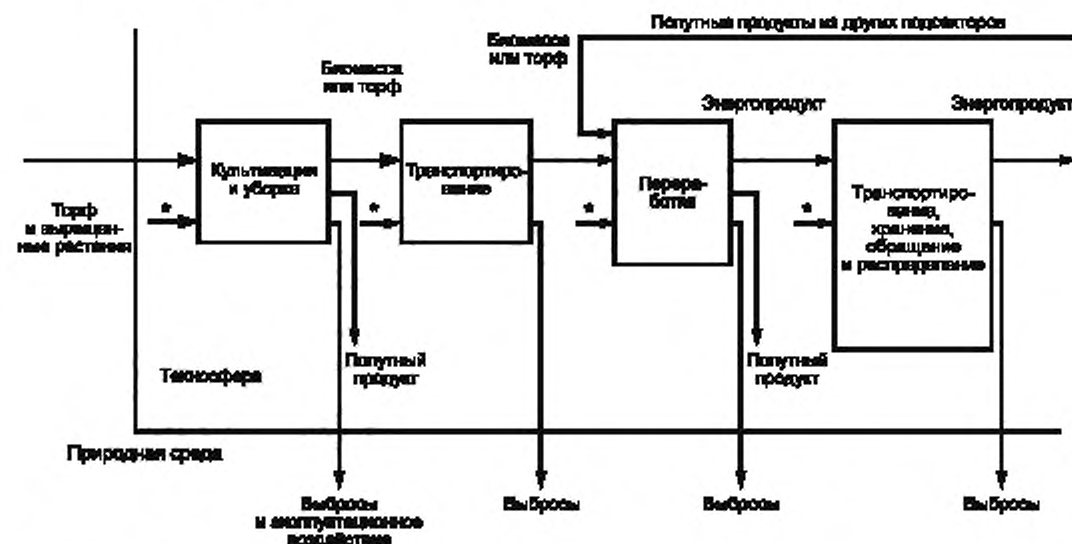 Попутные продукты из других подсекторов
Биомасса
или торф
Биомасса
или торф
Энергопродукт
Энергопродукт
Культивация
и уборка
Транспортиро-
вание
Перера-
ботка
Транспортиро-
вание,
хранение,
обращение
и распределение
*
*
*
*
Торф
и выращен-
ные растения
Попутный
продукт
Попутный
продукт
Техносфера
Природная среда
Выбросы
и эксплуатационное
воздействие
Выбросы
Выбросы
Выбросы